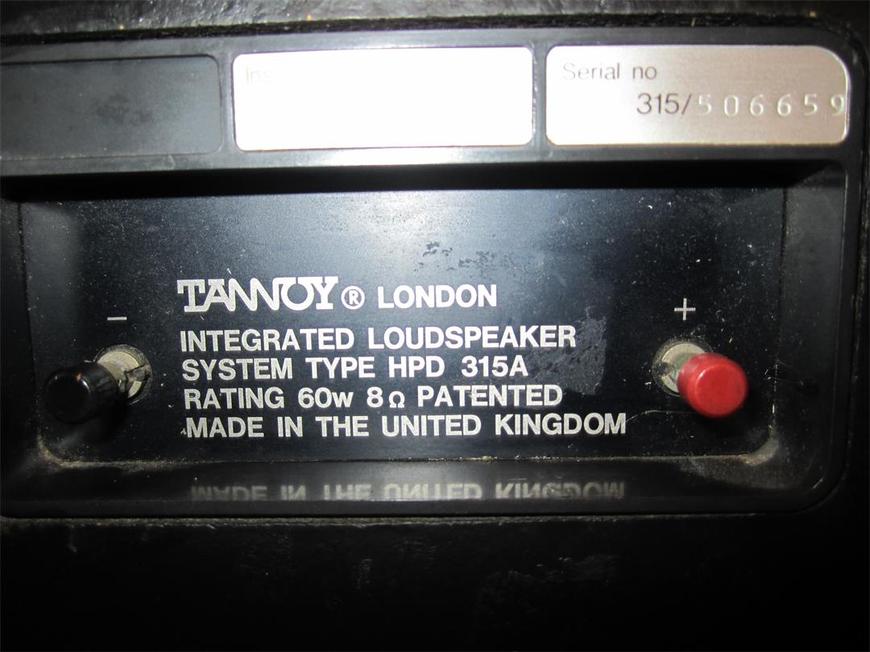 Ins
Serial no
315/506659
TANNOY® LONDON
- +
INTEGRATED LOUDSPEAKER
SYSTEM TYPE HPD 315A
RATING 60w 8Ω PATENTED
MADE IN THE UNITED KINGDOM